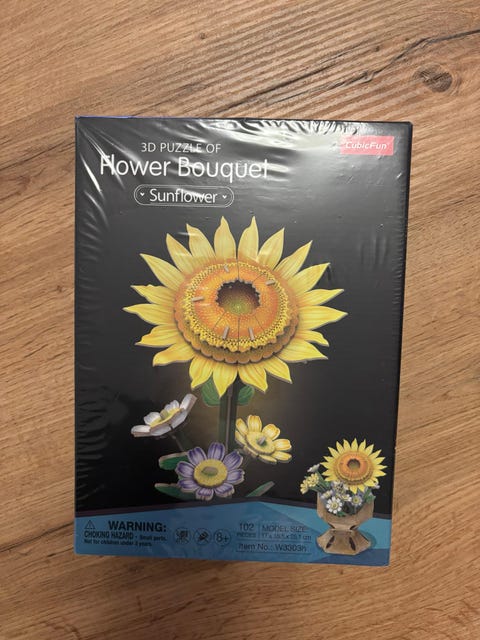 3D PUZZLE OF
CubicFun
Flower Bouquet
Sunflower
WARNING:
CHOKING HAZARD - Small parts.
Not for children under 3 years.
8+
102
PIECES
MODEL SIZE
Item No.: W3303h